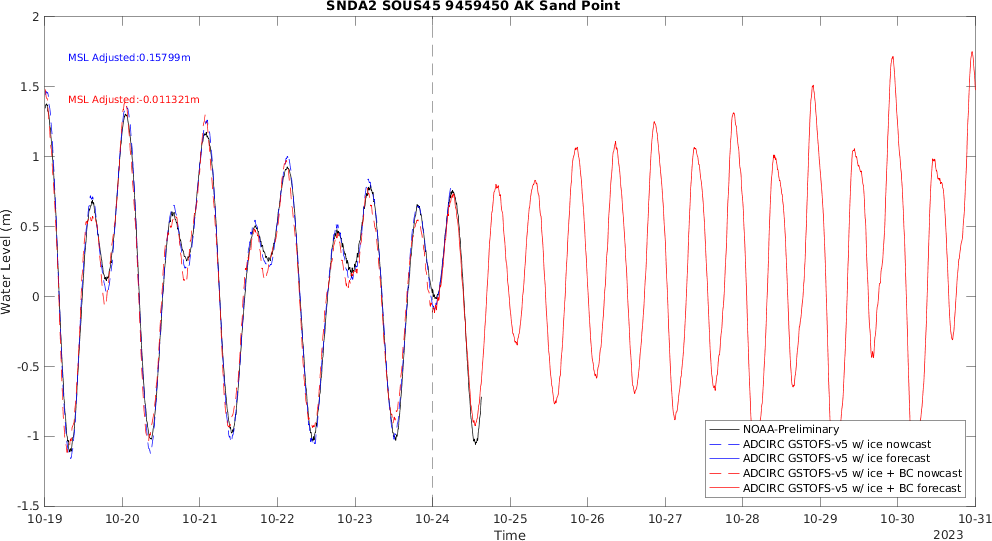 SNDA2 SOUS45 9459450 AK Sand Point
2
1.5
1
0.5
0
-0.5
-1
-1.5
Water Level (m)
MSL Adjusted:0.15799m
MSL Adjusted:-0.011321m
NOAA-Preliminary
ADCIRC GSTOFS-v5 w/ ice nowcast
ADCIRC GSTOFS-v5 w/ ice forecast
ADCIRC GSTOFS-v5 w/ ice + BC nowcast
ADCIRC GSTOFS-v5 w/ ice + BC forecast
10-19 10-20 10-21 10-22 10-23 10-24 10-25 10-26 10-27 10-28 10-29 10-30 10-31
Time
2023